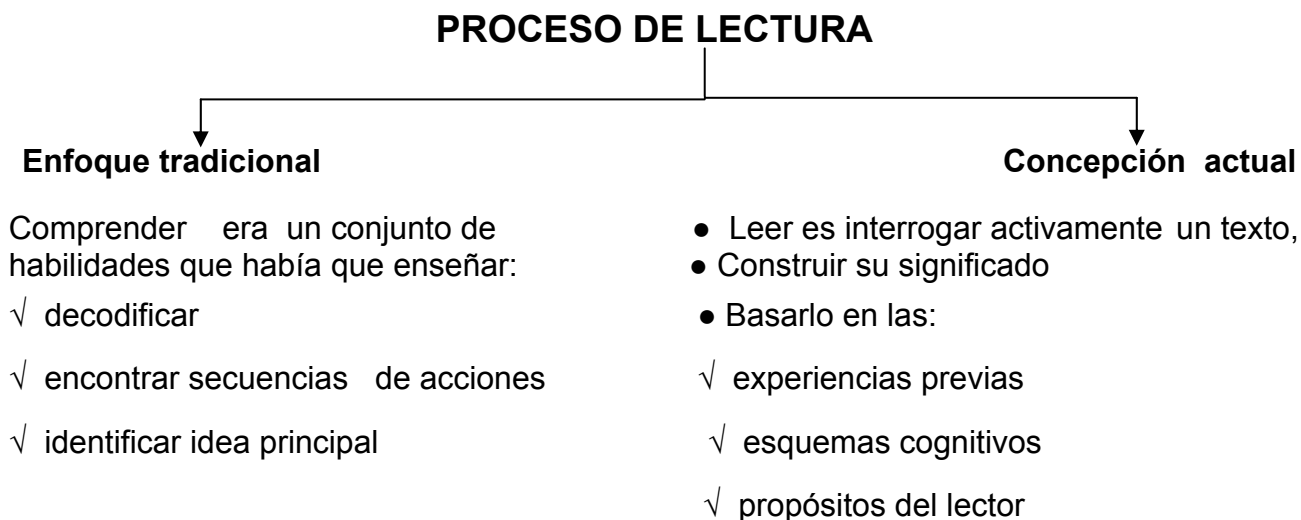 PROCESO DE LECTURA
Enfoque tradicional
Comprender era un conjunto de
habilidades que había que enseñar:
√ decodificar
√ encontrar secuencias de acciones
√ identificar idea principal
Concepción actual
● Leer es interrogar activamente un texto,
● Construir su significado
● Basarlo en las:
√ experiencias previas
√ esquemas cognitivos
√ propósitos del lector